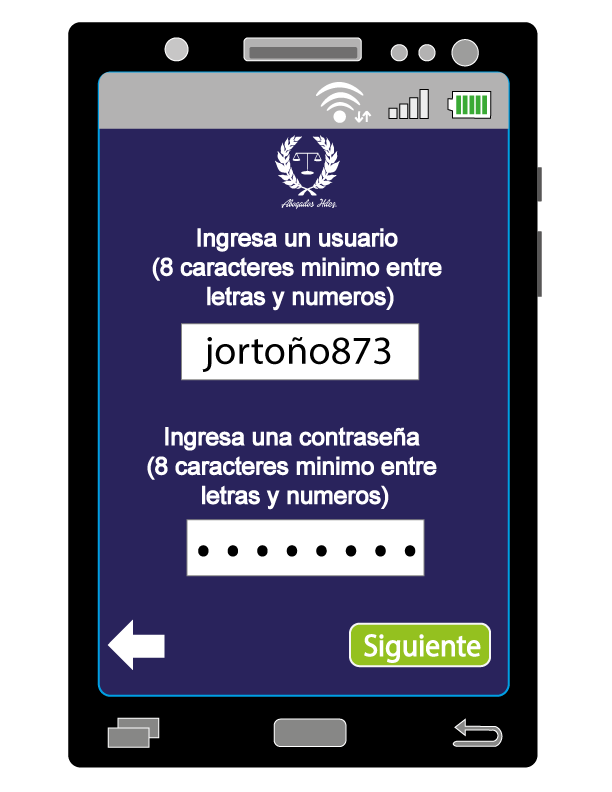 Abogados Hdez.
Ingresa un usuario
(8 caracteres minimo entre
letras y numeros)
jortoño873
Ingresa una contraseña
(8 caracteres minimo entre
letras y numeros)
Siguiente